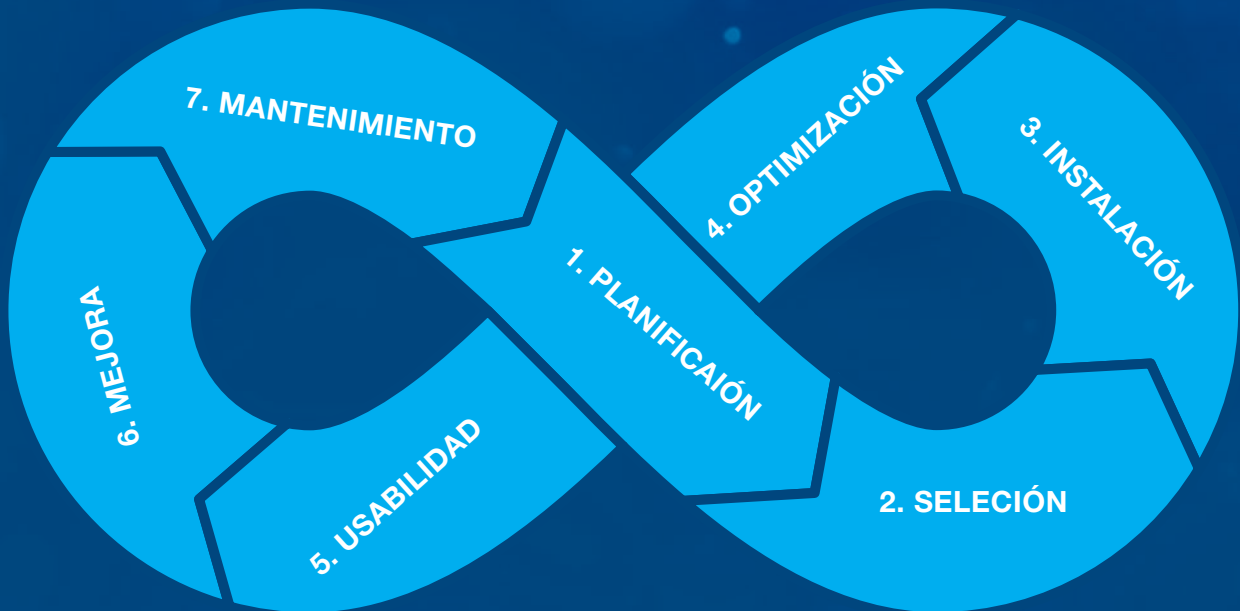 1. PLANIFICAIÓN
2. SELECIÓN
3. INSTALACIÓN
4. OPTIMIZACIÓN
5. USABILIDAD
6. MEJORA
7. MANTENIMIENTO